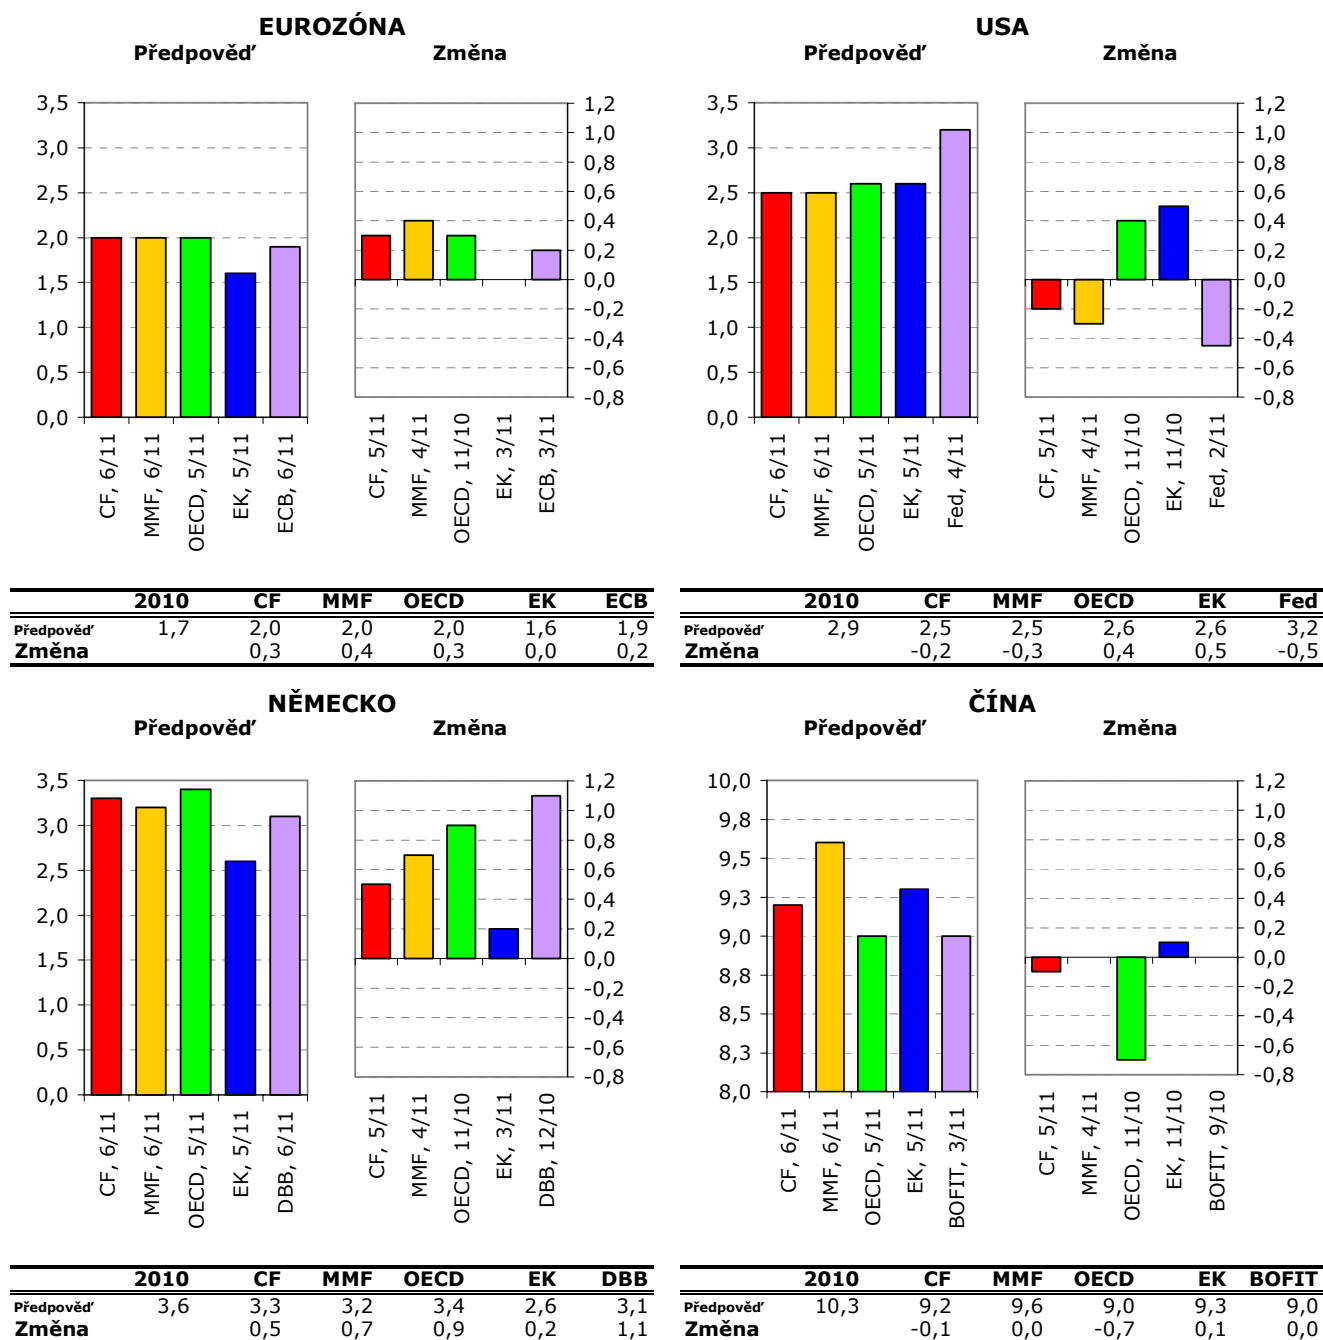 EUROZÓNA
Předpověď Změna
3,5
3,0
2,5
2,0
1,5
1,0
0,5
0,0
1,2
1,0
0,8
0,6
0,4
0,2
0,0
-0,2
-0,4
-0,6
-0,8
CF, 6/11
MMF, 6/11
OECD, 5/11
EK, 5/11
ECB, 6/11
CF, 5/11
MMF, 4/11
OECD, 11/10
EK, 3/11
ECB, 3/11
2010 CF MMF OECD EK ECB
Předpověď 1,7 2,0 2,0 2,0 1,6 1,9
Změna 0,3 0,4 0,3 0,0 0,2
USA
Předpověď Změna
3,5
3,0
2,5
2,0
1,5
1,0
0,5
0,0
1,2
1,0
0,8
0,6
0,4
0,2
0,0
-0,2
-0,4
-0,6
-0,8
CF, 6/11
MMF, 6/11
OECD, 5/11
EK, 5/11
Fed, 4/11
CF, 5/11
MMF, 4/11
OECD, 11/10
EK, 11/10
Fed, 2/11
2010 CF MMF OECD EK Fed
Předpověď 2,9 2,5 2,5 2,6 2,6 3,2
Změna -0,2 -0,3 0,4 0,5 -0,5
NĚMECKO
Předpověď Změna
3,5
3,0
2,5
2,0
1,5
1,0
0,5
0,0
1,2
1,0
0,8
0,6
0,4
0,2
0,0
-0,2
-0,4
-0,6
-0,8
CF, 6/11
MMF, 6/11
OECD, 5/11
EK, 5/11
DBB, 6/11
CF, 5/11
MMF, 4/11
OECD, 11/10
EK, 3/11
DBB, 12/10
2010 CF MMF OECD EK DBB
Předpověď 3,6 3,3 3,2 3,4 2,6 3,1
Změna 0,5 0,7 0,9 0,2 1,1
ČÍNA
Předpověď Změna
10,0
9,8
9,5
9,3
9,0
8,8
8,5
8,3
8,0
1,2
1,0
0,8
0,6
0,4
0,2
0,0
-0,2
-0,4
-0,6
-0,8
CF, 6/11
MMF, 6/11
OECD, 5/11
EK, 5/11
BOFIT, 3/11
CF, 5/11
MMF, 4/11
OECD, 11/10
EK, 11/10
BOFIT, 9/10
2010 CF MMF OECD EK BOFIT
Předpověď 10,3 9,2 9,6 9,0 9,3 9,0
Změna -0,1 0,0 -0,7 0,1 0,0